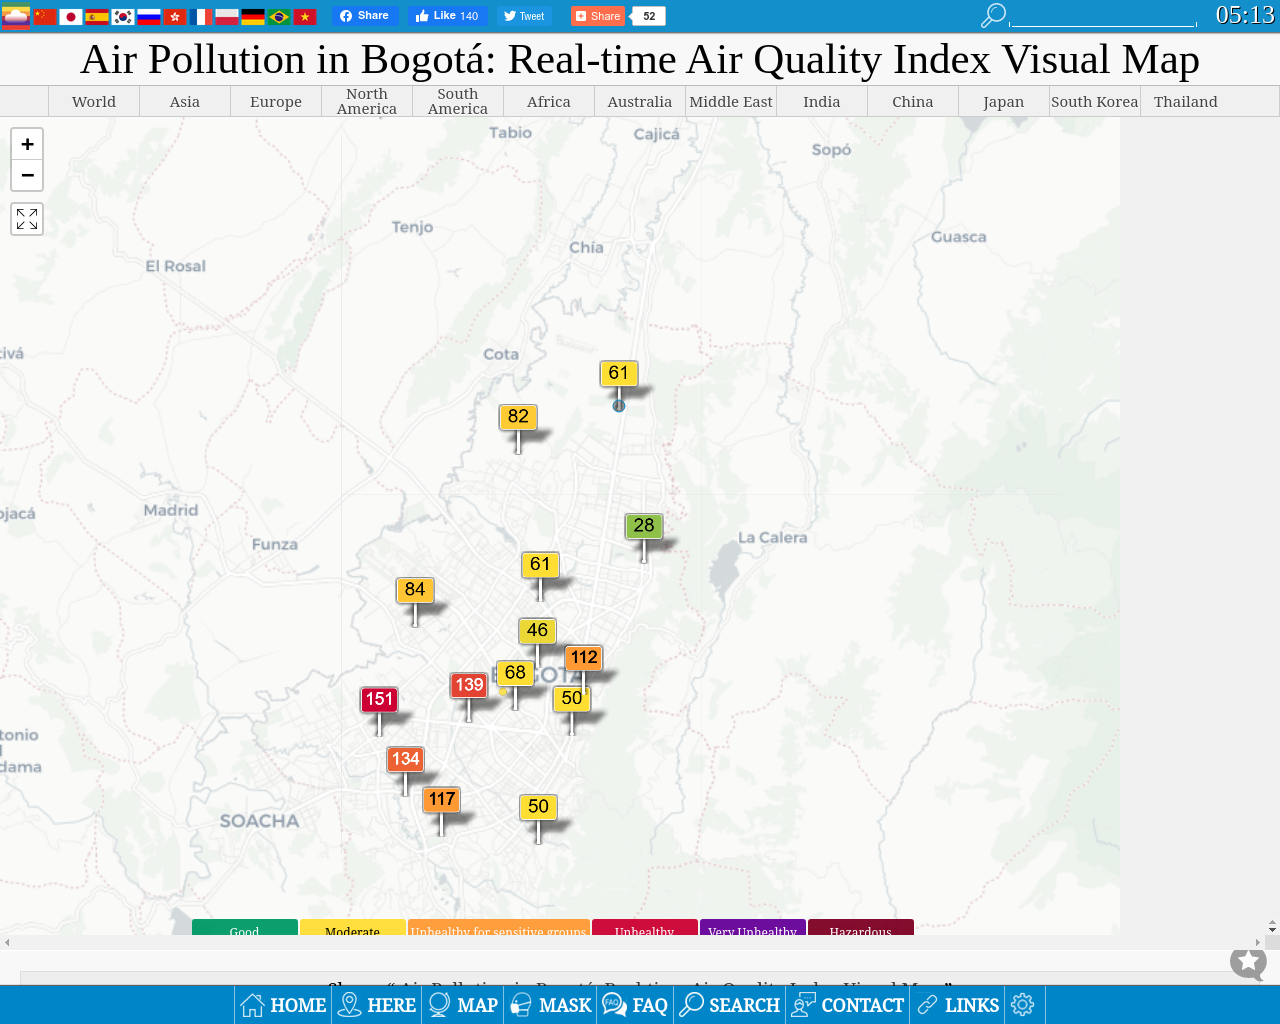 Share
Like 140
Tweet
Share
52
05:13
Air Pollution in Bogotá: Real-time Air Quality Index Visual Map
World
Asia
Europe
North
America
South
America
Africa
Australia
Middle East
India
China
Japan
South Korea
Thailand
+
−
Tabio
Cajicá
Sopó
Tenjo
Chía
Guasca
El Rosal
Cota
61
82
Madrid
28
La Calera
Funza
61
84
46
112
68
139
151
50
134
117
50
SOACHA
Good
Moderate
Unhealthy for sensitive groups
Unhealthy
Very Unhealthy
Hazardous
HOME
HERE
MAP
MASK
FAQ
FAQ
SEARCH
CONTACT
LINKS